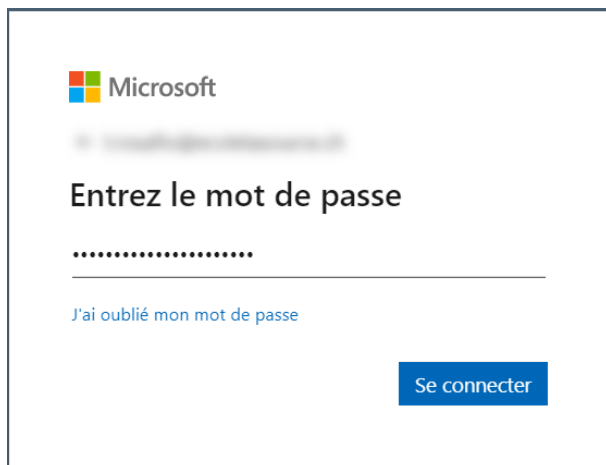 Microsoft
Entrez le mot de passe
J'ai oublié mon mot de passe
Se connecter